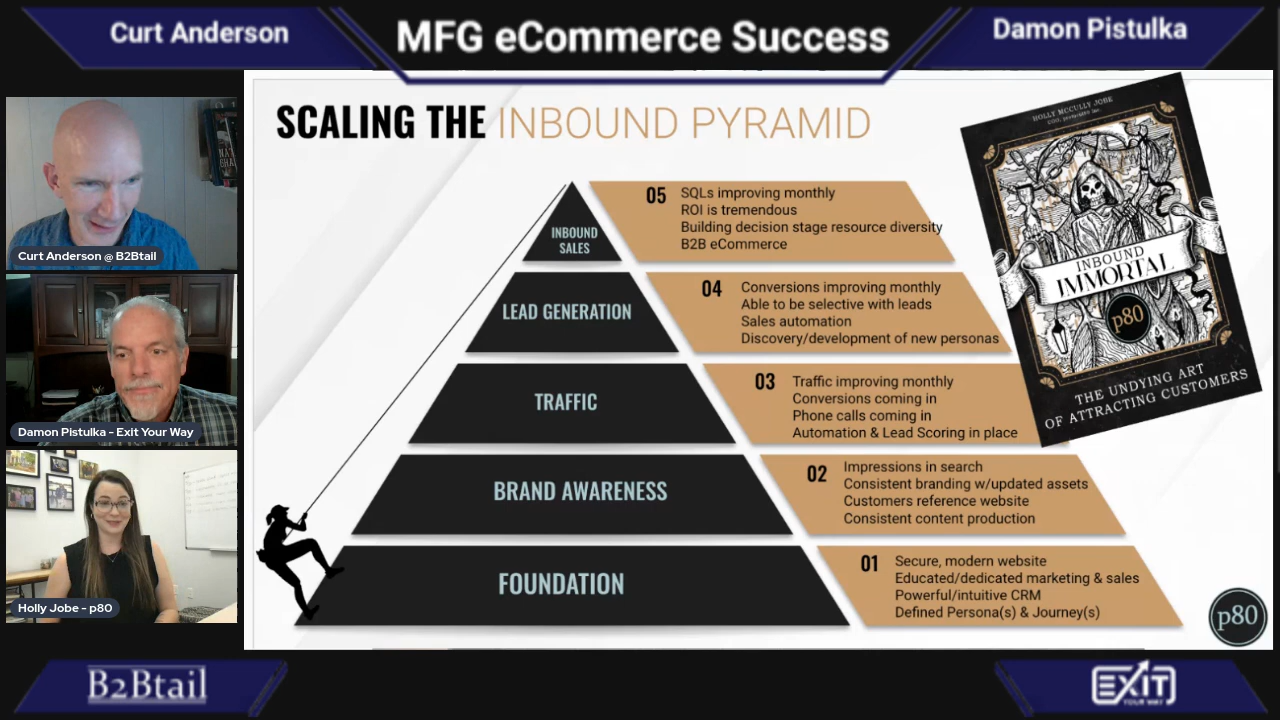 Curt Anderson
MFG eCommerce Success
Damon Pistulka
Curt Anderson @ B2Btail
Damon Pistulka - Exit Your Way
Holly Jobe - p80
SCALING THE INBOUND PYRAMID
INBOUND
SALES
05
SQLs improving monthly
ROI is tremendous
Building decision stage resource diversity
B2B eCommerce
LEAD GENERATION
04
Conversions improving monthly
Able to be selective with leads
Sales automation
Discovery/development of new personas
TRAFFIC
03
Traffic improving monthly
Conversions coming in
Phone calls coming in
Automation & Lead Scoring in place
BRAND AWARENESS
02
Impressions in search
Consistent branding w/updated assets
Customers reference website
Consistent content production
FOUNDATION
01
Secure, modern website
Educated/dedicated marketing & sales
Powerful/intuitive CRM
Defined Persona(s) & Journey(s)
HOLLY MCCULLY JOBE
INBOUND
IMMORTAL
p80
THE UNDYING ART
OF ATTRACTING CUSTOMERS
p80
B2Btail
EXIT
YOUR WAY